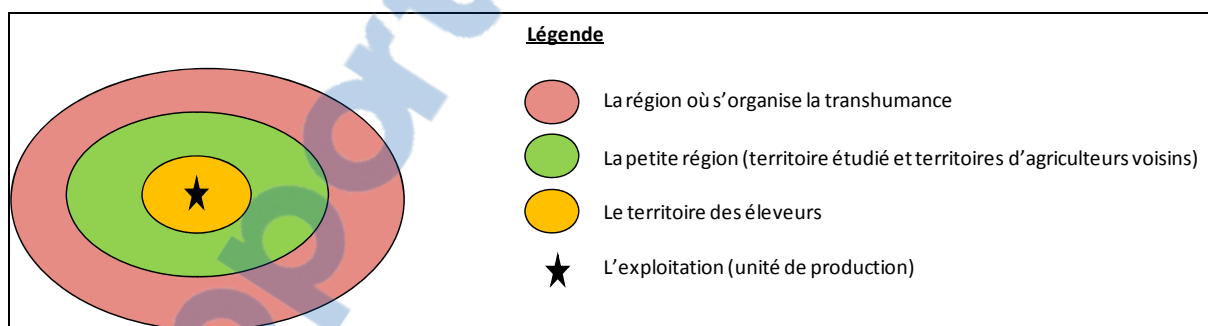 Légende
La région où s'organise la transhumance
La petite région (territoire étudié et territoires d'agriculteurs voisins)
Le territoire des éleveurs
L'exploitation (unité de production)